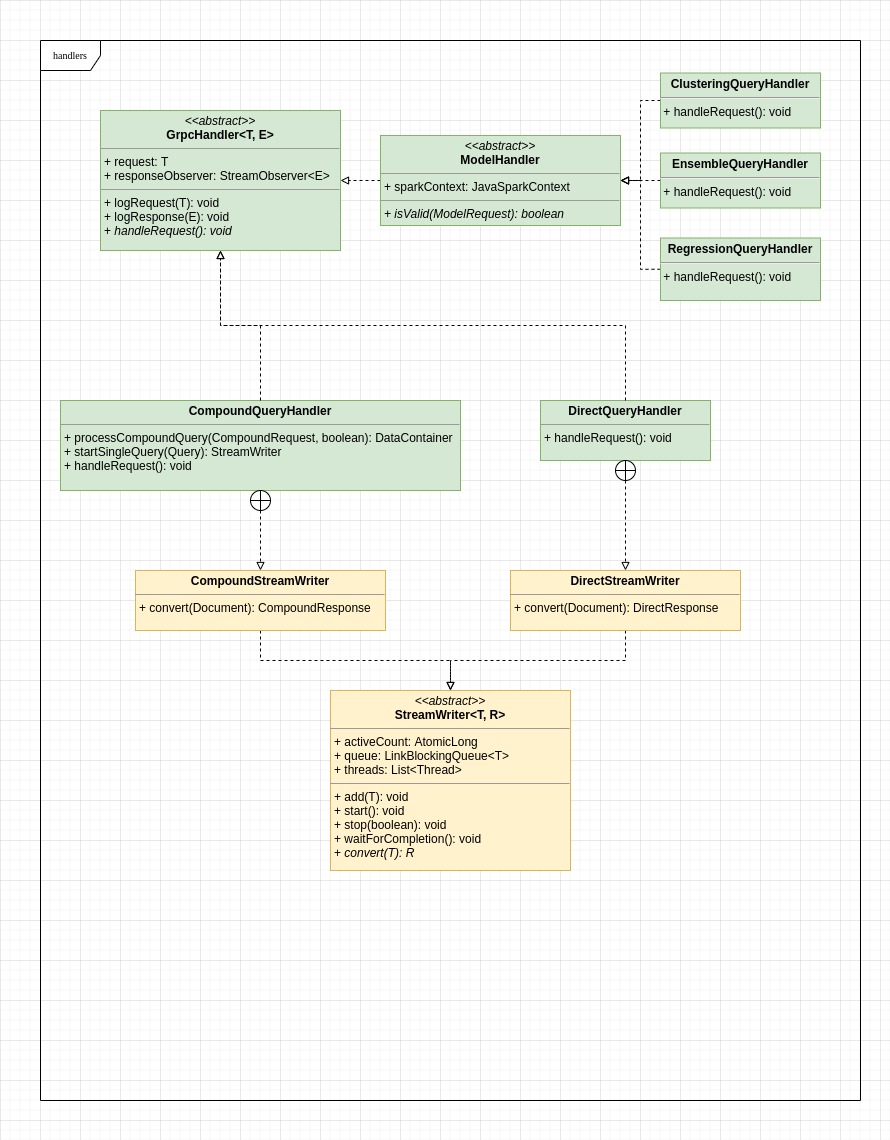 handlers
<<abstract>>
GrpcHandler<T, E>
+ request: T
+ responseObserver: StreamObserver<E>
+ logRequest(T): void
+ logResponse(E): void
+ handleRequest(): void
<<abstract>>
ModelHandler
+ sparkContext: JavaSparkContext
+ isValid(ModelRequest): boolean
ClusteringQueryHandler
+ handleRequest(): void
EnsembleQueryHandler
+ handleRequest(): void
RegressionQueryHandler
+ handleRequest(): void
CompoundQueryHandler
+ processCompoundQuery(CompoundRequest, boolean): DataContainer
+ startSingleQuery(Query): StreamWriter
+ handleRequest(): void
DirectQueryHandler
+ handleRequest(): void
CompoundStreamWriter
+ convert(Document): CompoundResponse
DirectStreamWriter
+ convert(Document): DirectResponse
<<abstract>>
StreamWriter<T, R>
+ activeCount: AtomicLong
+ queue: LinkBlockingQueue<T>
+ threads: List<Thread>
+ add(T): void
+ start(): void
+ stop(boolean): void
+ waitForCompletion(): void
+ convert(T): R